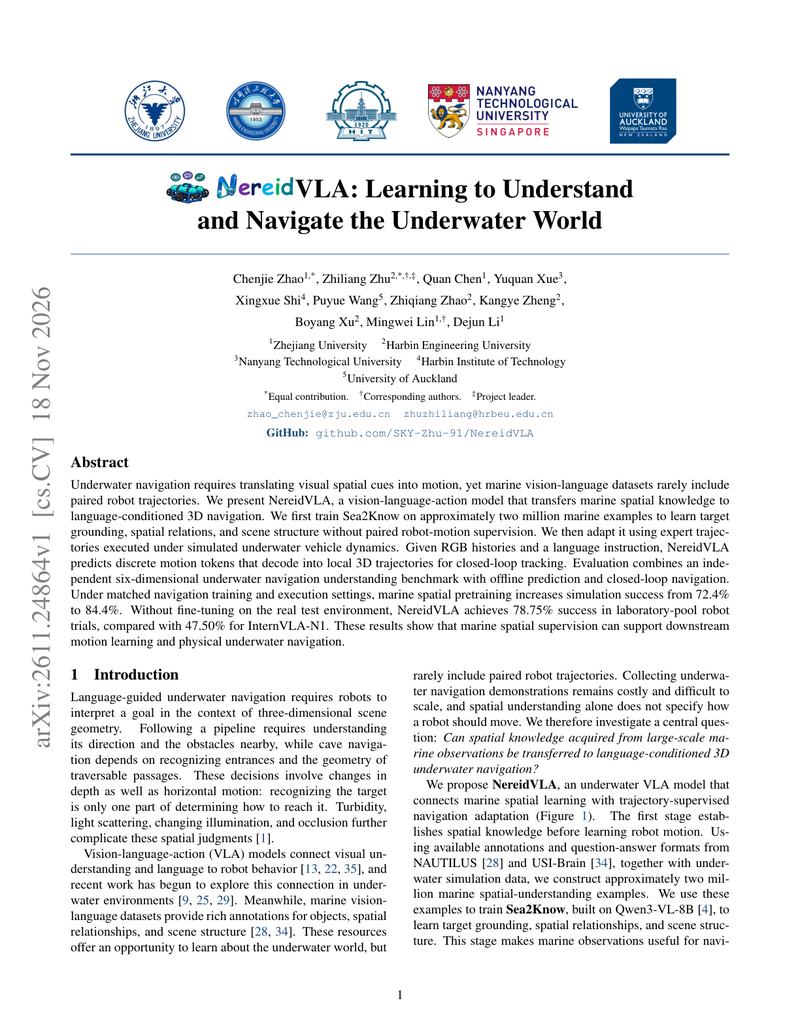 ZHEJIANG UNIVERSITY
1897
1953
1920
HIT
NANYANG
TECHNOLOGICAL
UNIVERSITY
SINGAPORE
UNIVERSITY OF
AUCKLAND
Waipapa Taumata Rau
NEW ZEALAND
NereidVLA: Learning to Understand
and Navigate the Underwater World
Chenjie Zhao1,*, Zhiliang Zhu2,*,†,‡, Quan Chen1, Yuquan Xue3,
Xingxue Shi4, Puyue Wang5, Zhiqiang Zhao2, Kangye Zheng2,
Boyang Xu2, Mingwei Lin1,†, Dejun Li1
1Zhejiang University 2Harbin Engineering University
3Nanyang Technological University 4Harbin Institute of Technology
5University of Auckland
*Equal contribution. †Corresponding authors. ‡Project leader.
zhao_chenjie@zju.edu.cn zhuzhiliang@hrbeu.edu.cn
GitHub: github.com/SKY-Zhu-91/NereidVLA
arXiv:2611.24864v1 [cs.CV] 18 Nov 2026
Abstract
Underwater navigation requires translating visual spatial cues into motion, yet marine vision-language datasets rarely include
paired robot trajectories. We present NereidVLA, a vision-language-action model that transfers marine spatial knowledge to
language-conditioned 3D navigation. We first train Sea2Know on approximately two million marine examples to learn target
grounding, spatial relations, and scene structure without paired robot-motion supervision. We then adapt it using expert trajec-
tories executed under simulated underwater vehicle dynamics. Given RGB histories and a language instruction, NereidVLA
predicts discrete motion tokens that decode into local 3D trajectories for closed-loop tracking. Evaluation combines an inde-
pendent six-dimensional underwater navigation understanding benchmark with offline prediction and closed-loop navigation.
Under matched navigation training and execution settings, marine spatial pretraining increases simulation success from 72.4%
to 84.4%. Without fine-tuning on the real test environment, NereidVLA achieves 78.75% success in laboratory-pool robot
trials, compared with 47.50% for InternVLA-N1. These results show that marine spatial supervision can support downstream
motion learning and physical underwater navigation.
1 Introduction
Language-guided underwater navigation requires robots to
interpret a goal in the context of three-dimensional scene
geometry. Following a pipeline requires understanding
its direction and the obstacles nearby, while cave naviga-
tion depends on recognizing entrances and the geometry of
traversable passages. These decisions involve changes in
depth as well as horizontal motion: recognizing the target
is only one part of determining how to reach it. Turbidity,
light scattering, changing illumination, and occlusion further
complicate these spatial judgments [1].
Vision-language-action (VLA) models connect visual un-
derstanding and language to robot behavior [13, 22, 35], and
recent work has begun to explore this connection in under-
water environments [9, 25, 29]. Meanwhile, marine vision-
language datasets provide rich annotations for objects, spatial
relationships, and scene structure [28, 34]. These resources
offer an opportunity to learn about the underwater world, but
rarely include paired robot trajectories. Collecting underwa-
ter navigation demonstrations remains costly and difficult to
scale, and spatial understanding alone does not specify how
a robot should move. We therefore investigate a central ques-
tion: Can spatial knowledge acquired from large-scale ma-
rine observations be transferred to language-conditioned 3D
underwater navigation?
We propose NereidVLA, an underwater VLA model that
connects marine spatial learning with trajectory-supervised
navigation adaptation (Figure 1). The first stage estab-
lishes spatial knowledge before learning robot motion. Us-
ing available annotations and question-answer formats from
NAUTILUS [28] and USI-Brain [34], together with under-
water simulation data, we construct approximately two mil-
lion marine spatial-understanding examples. We use these
examples to train Sea2Know, built on Qwen3-VL-8B [4], to
learn target grounding, spatial relationships, and scene struc-
ture. This stage makes marine observations useful for navi-
1